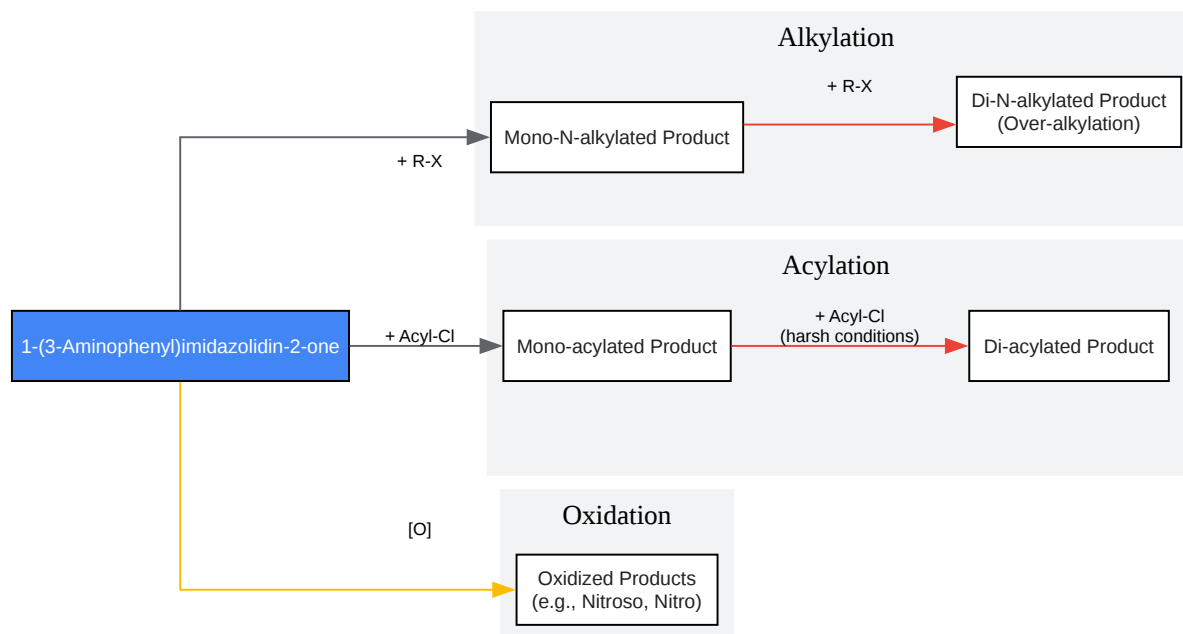 Alkylation
+ R-X
Di-N-alkylated Product
(Over-alkylation)
Mono-N-alkylated Product
+ R-X
Acylation
1-(3-Aminophenyl)imidazolidin-2-one
+ Acyl-Cl
Mono-acylated Product
+ Acyl-Cl
(harsh conditions)
Di-acylated Product
Oxidation
[O]
Oxidized Products
(e.g., Nitroso, Nitro)